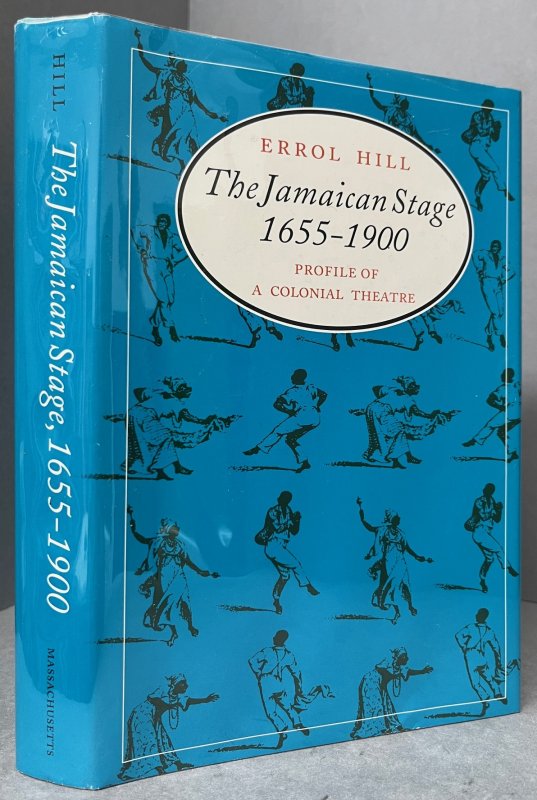 HILL
The Jamaican Stage, 1655–1900
MASSACHUSETTS
ERROL HILL
The Jamaican Stage
1655–1900
PROFILE OF
A COLONIAL THEATRE